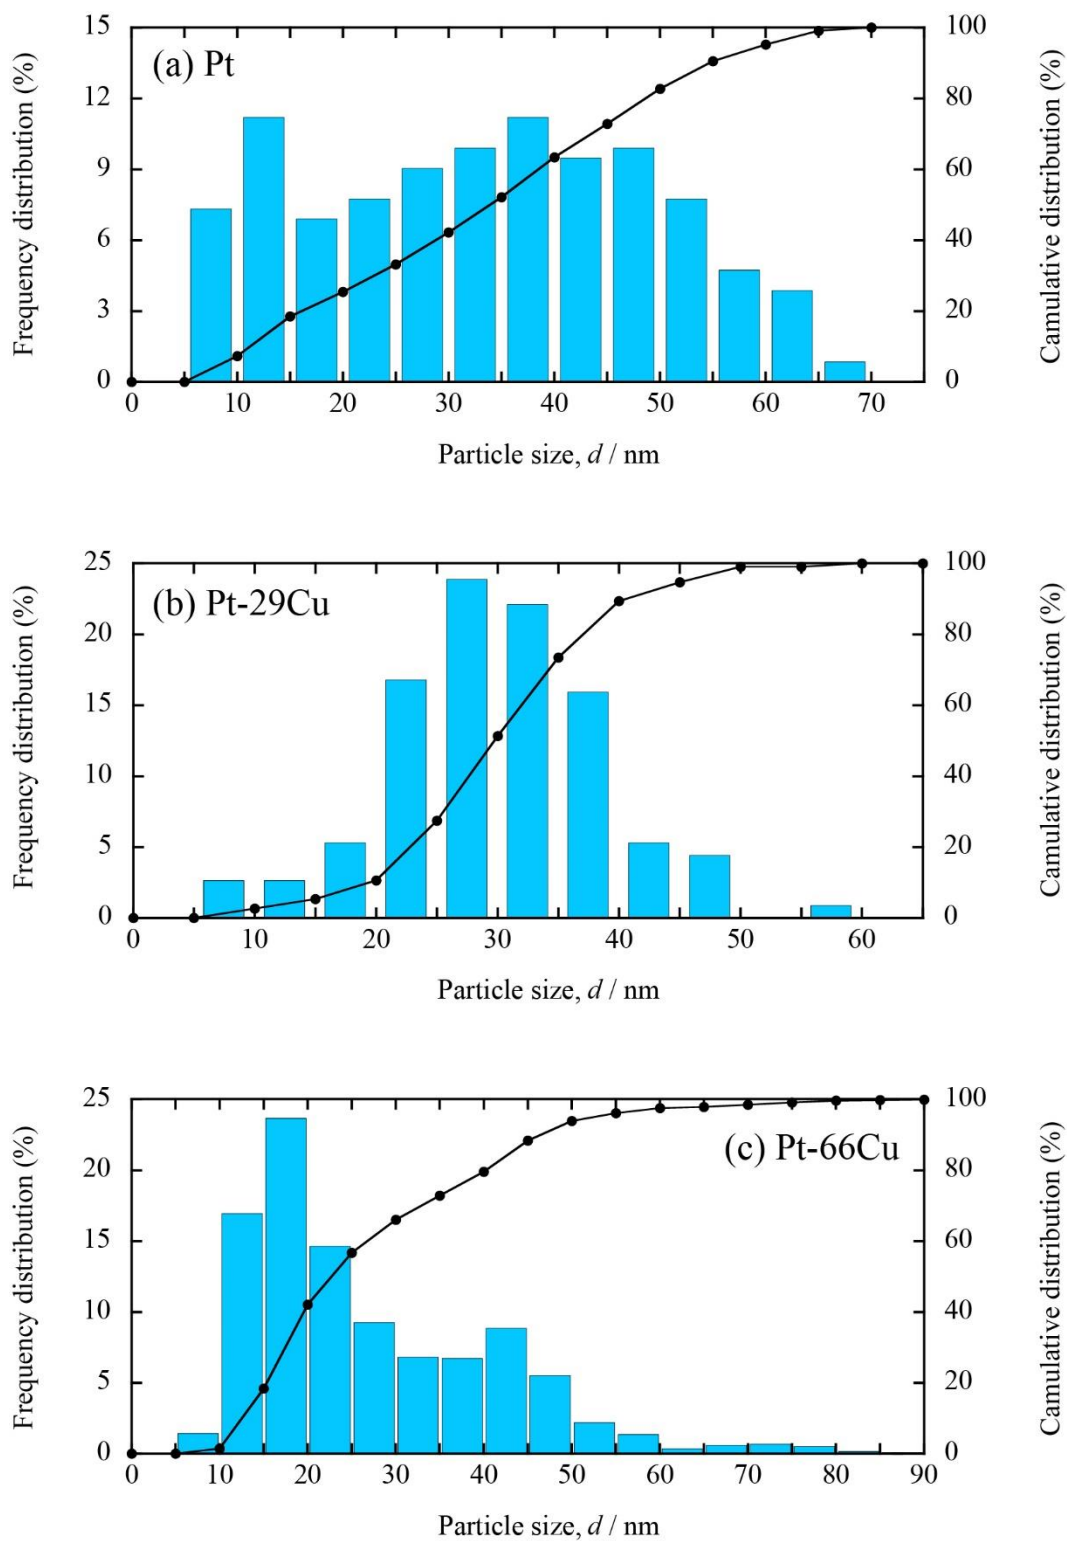 15
100
(a) Pt
12
80
9
60
6
40
3
20
0
0
0 10 20 30 40 50 60 70
Frequency distribution (%)
Camulative distribution (%)
Particle size, d / nm
25
100
(b) Pt-29Cu
20
80
15
60
10
40
5
20
0
0
0 10 20 30 40 50 60
Frequency distribution (%)
Camulative distribution (%)
Particle size, d / nm
25
100
(c) Pt-66Cu
20
80
15
60
10
40
5
20
0
0
0 10 20 30 40 50 60 70 80 90
Frequency distribution (%)
Camulative distribution (%)
Particle size, d / nm